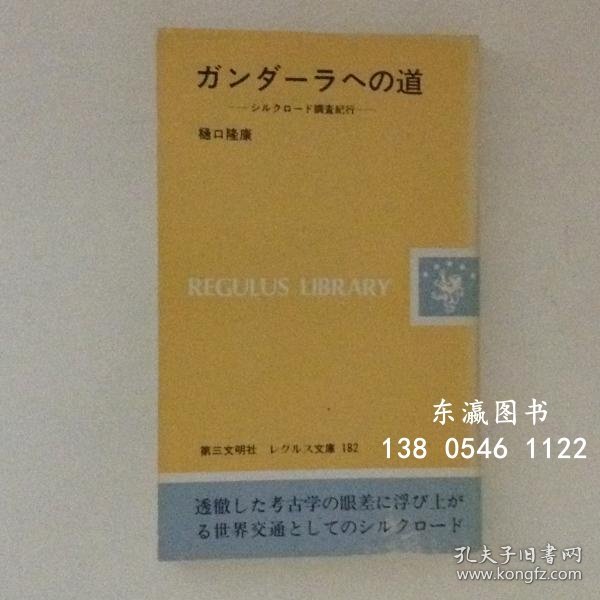 ガンダーラへの道
──シルクロード調査紀行──
樋口隆康
REGULUS LIBRARY
第三文明社 レグルス文庫 182
透徹した考古学の眼差に浮び上が
る世界交通としてのシルクロード
东瀛图书
138 0546 1122
孔夫子旧书网
www.kongfz.com